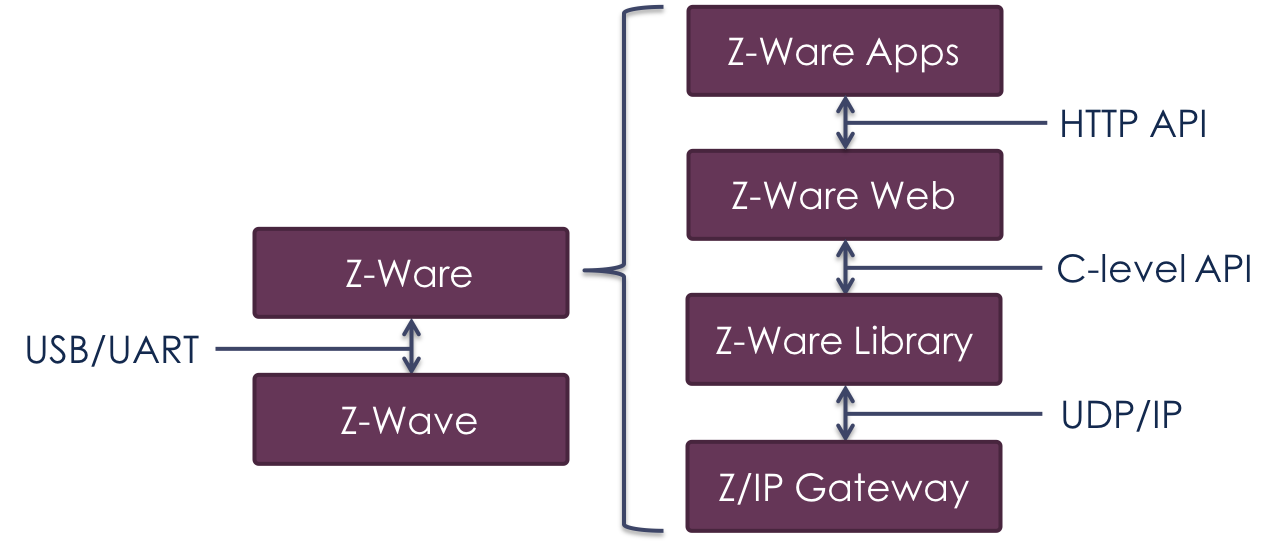 Z-Ware Apps
HTTP API
Z-Ware Web
Z-Ware
C-level API
USB/UART
Z-Ware Library
Z-Wave
UDP/IP
Z/IP Gateway